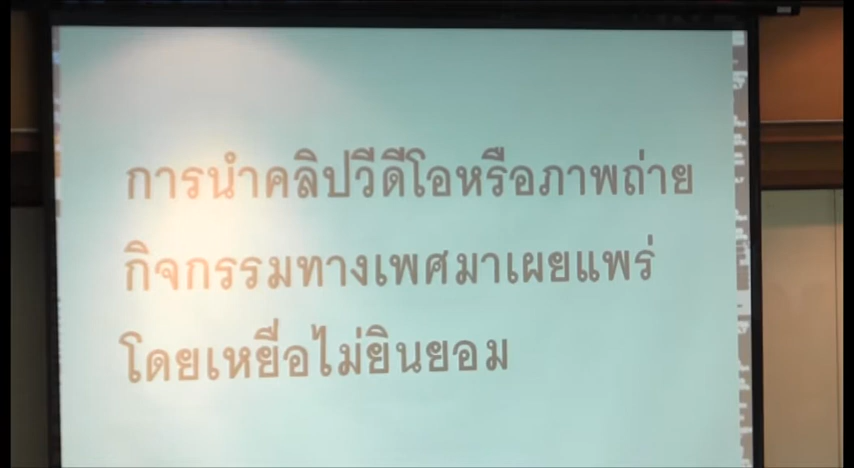 การนำคลิปวีดีโอหรือภาพถ่าย
กิจกรรมทางเพศมาเผยแพร่
โดยเหยื่อไม่ยินยอม